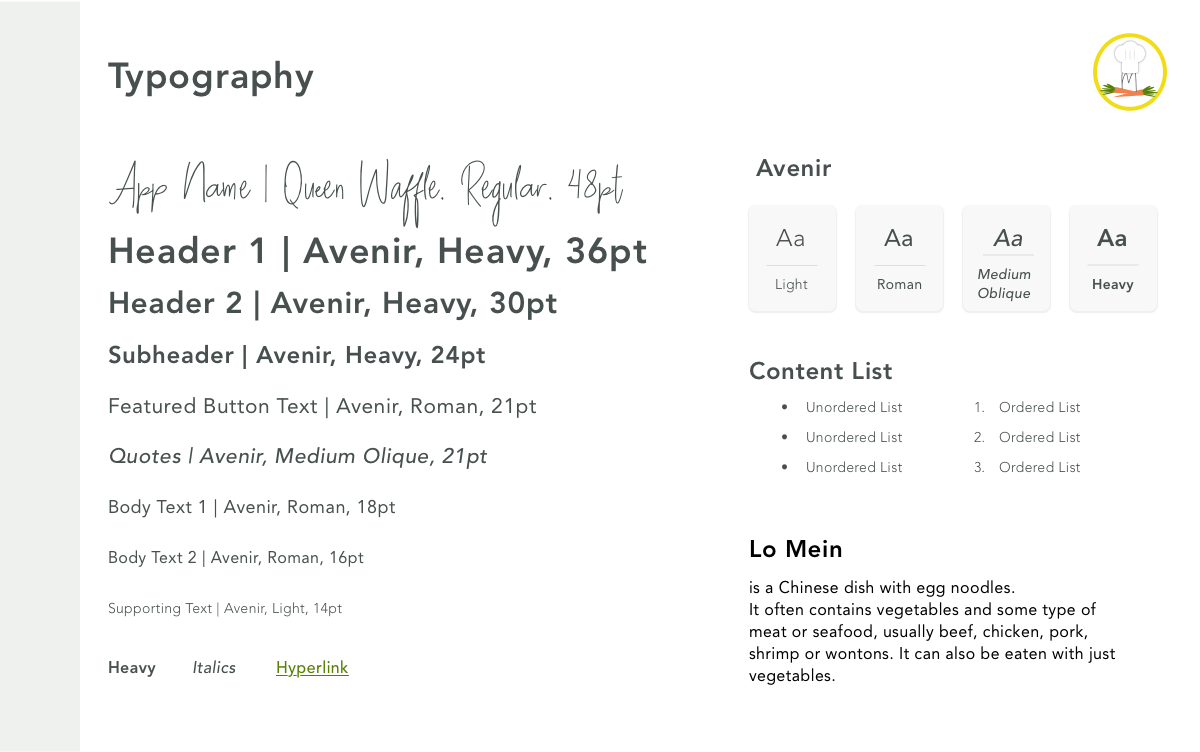 Typography
App Name | Queen Waffle. Regular. 48pt
Header 1 | Avenir, Heavy, 36pt
Header 2 | Avenir, Heavy, 30pt
Subheader | Avenir, Heavy, 24pt
Featured Button Text | Avenir, Roman, 21pt
Quotes | Avenir, Medium Olique, 21pt
Body Text 1 | Avenir, Roman, 18pt
Body Text 2 | Avenir, Roman, 16pt
Supporting Text | Avenir, Light, 14pt
Heavy Italics Hyperlink
Avenir
Aa Aa Aa Aa
Light Roman Medium Oblique Heavy
Content List
• Unordered List 1. Ordered List
• Unordered List 2. Ordered List
• Unordered List 3. Ordered List
Lo Mein
is a Chinese dish with egg noodles.
It often contains vegetables and some type of
meat or seafood, usually beef, chicken, pork,
shrimp or wontons. It can also be eaten with just
vegetables.